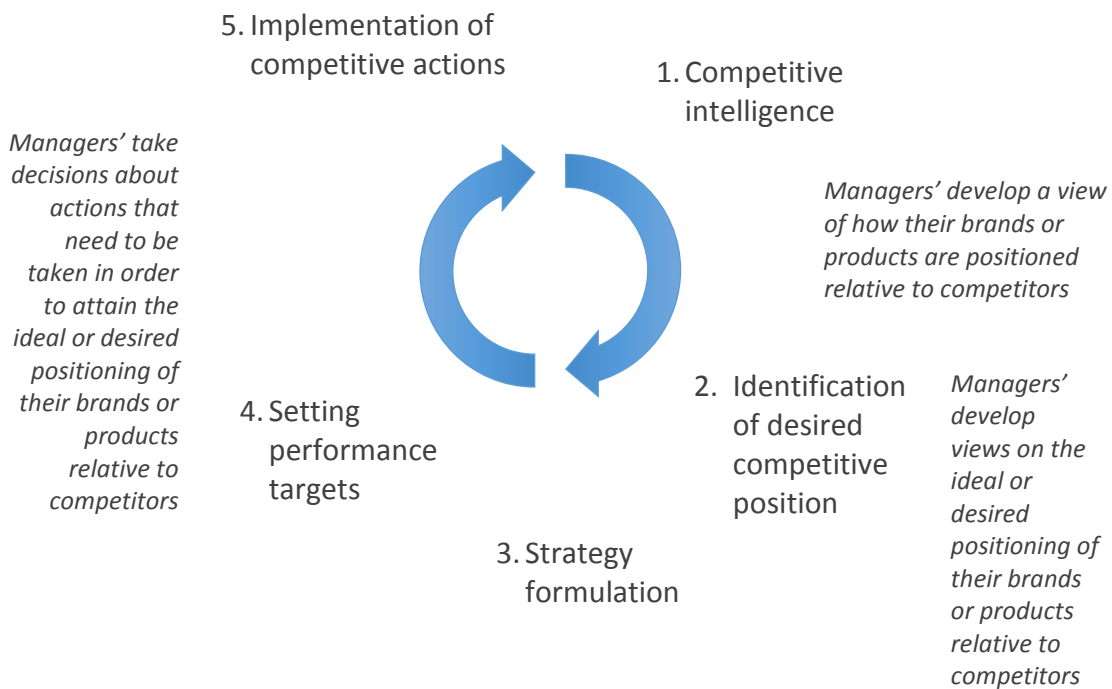 5. Implementation of
competitive actions
1. Competitive
intelligence
Managers’ take
decisions about
actions that
need to be
taken in order
to attain the
ideal or desired
positioning of
their brands or
products
relative to
competitors
Managers’ develop a view
of how their brands or
products are positioned
relative to competitors
2. Identification
of desired
competitive
position
Managers’
develop
views on the
ideal or
desired
positioning of
their brands
or products
relative to
competitors
4. Setting
performance
targets
3. Strategy
formulation